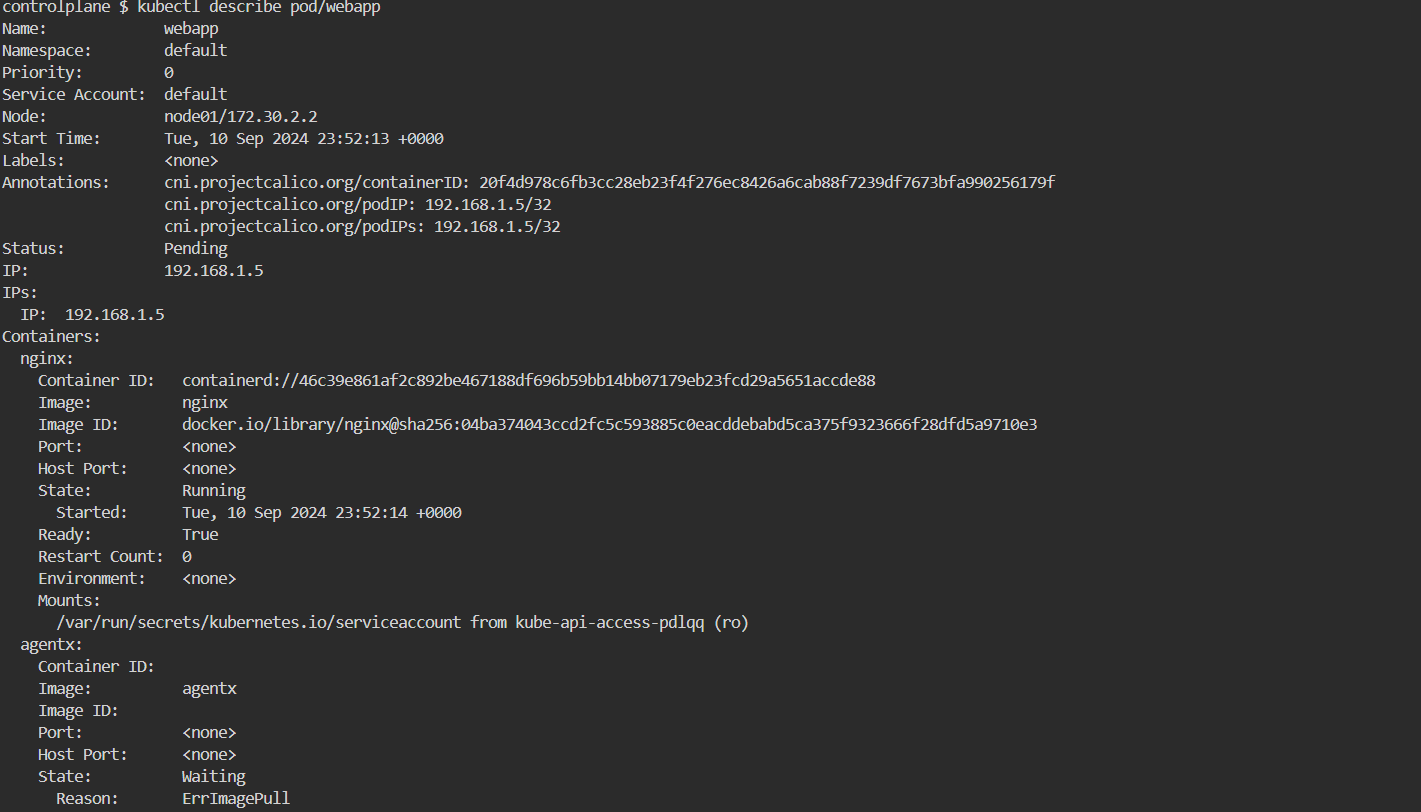 controlplane $ kubectl describe pod/webapp
Name:             webapp
Namespace:        default
Priority:         0
Service Account:  default
Node:             node01/172.30.2.2
Start Time:       Tue, 10 Sep 2024 23:52:13 +0000
Labels:           <none>
Annotations:      cni.projectcalico.org/containerID: 20f4d978c6fb3cc28eb23f4f276ec8426a6cab88f7239df7673bfa990256179f
                  cni.projectcalico.org/podIP: 192.168.1.5/32
                  cni.projectcalico.org/podIPs: 192.168.1.5/32
Status:           Pending
IP:               192.168.1.5
IPs:
  IP:  192.168.1.5
Containers:
  nginx:
    Container ID:   containerd://46c39e861af2c892be467188df696b59bb14bb07179eb23fcd29a5651accde88
    Image:          nginx
    Image ID:       docker.io/library/nginx@sha256:04ba374043ccd2fc5c593885c0eacddebabd5ca375f9323666f28dfd5a9710e3
    Port:           <none>
    Host Port:      <none>
    State:          Running
      Started:      Tue, 10 Sep 2024 23:52:14 +0000
    Ready:          True
    Restart Count:  0
    Environment:    <none>
    Mounts:
      /var/run/secrets/kubernetes.io/serviceaccount from kube-api-access-pdlqq (ro)
  agentx:
    Container ID:
    Image:          agentx
    Image ID:
    Port:           <none>
    Host Port:      <none>
    State:          Waiting
      Reason:       ErrImagePull